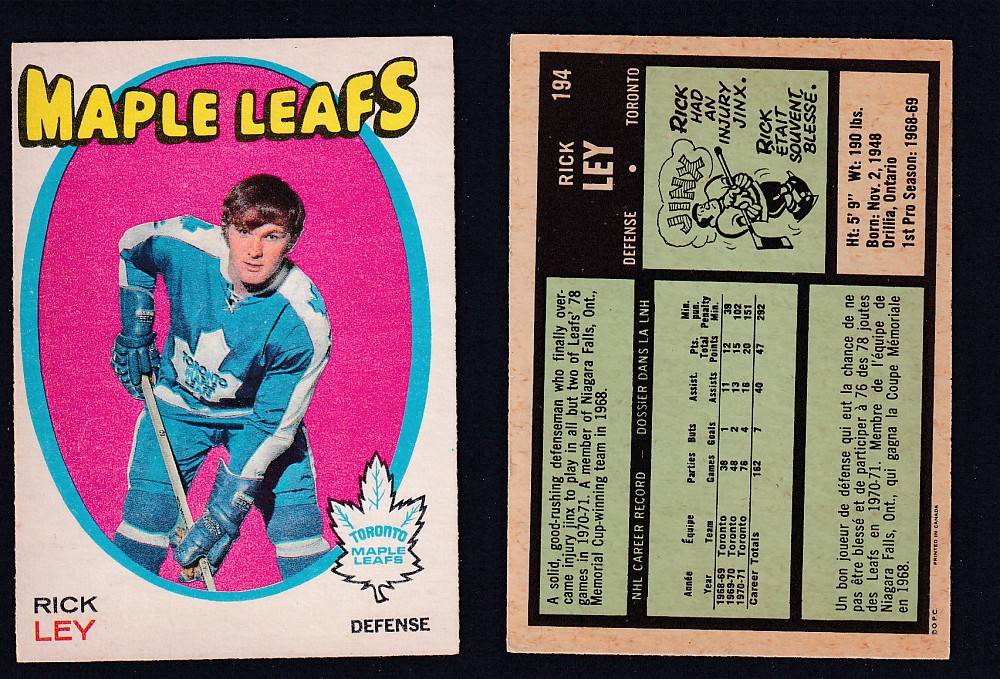 MAPLE LEAFS
TORONTO
MAPLE LEAFS
TORONTO
MAPLE
LEAFS
RICK
LEY
DEFENSE
194
RICK
LEY
DEFENSE • TORONTO
JINX
RICK
HAD
AN
INJURY
JINX.
RICK
ÉTAIT
SOUVENT
BLESSÉ.
Ht: 5' 9" Wt: 190 lbs.
Born: Nov. 2, 1948
Orillia, Ontario
1st Pro Season: 1968-69
A solid, good-rushing defenseman who finally over-
came injury jinx to play in all but two of Leafs' 78
games in 1970-71. A member of Niagara Falls, Ont.,
Memorial Cup-winning team in 1968.
NHL CAREER RECORD — DOSSIER DANS LA LNH
Année Équipe Parties Buts Assist. Pts. Total Min. pun.
Year Team Games Goals Assists Points Penalty Min.
1968-69 Toronto 38 1 11 12 39
1969-70 Toronto 48 2 13 15 102
1970-71 Toronto 76 4 16 20 151
Career Totals 162 7 40 47 292
Un bon joueur de défense qui eut la chance de ne
pas être blessé et de participer à 76 des 78 joutes
des Leafs en 1970-71. Membre de l'équipe de
Niagara Falls, Ont., qui gagna la Coupe Mémoriale
en 1968.
© O.P.C.
PRINTED IN CANADA